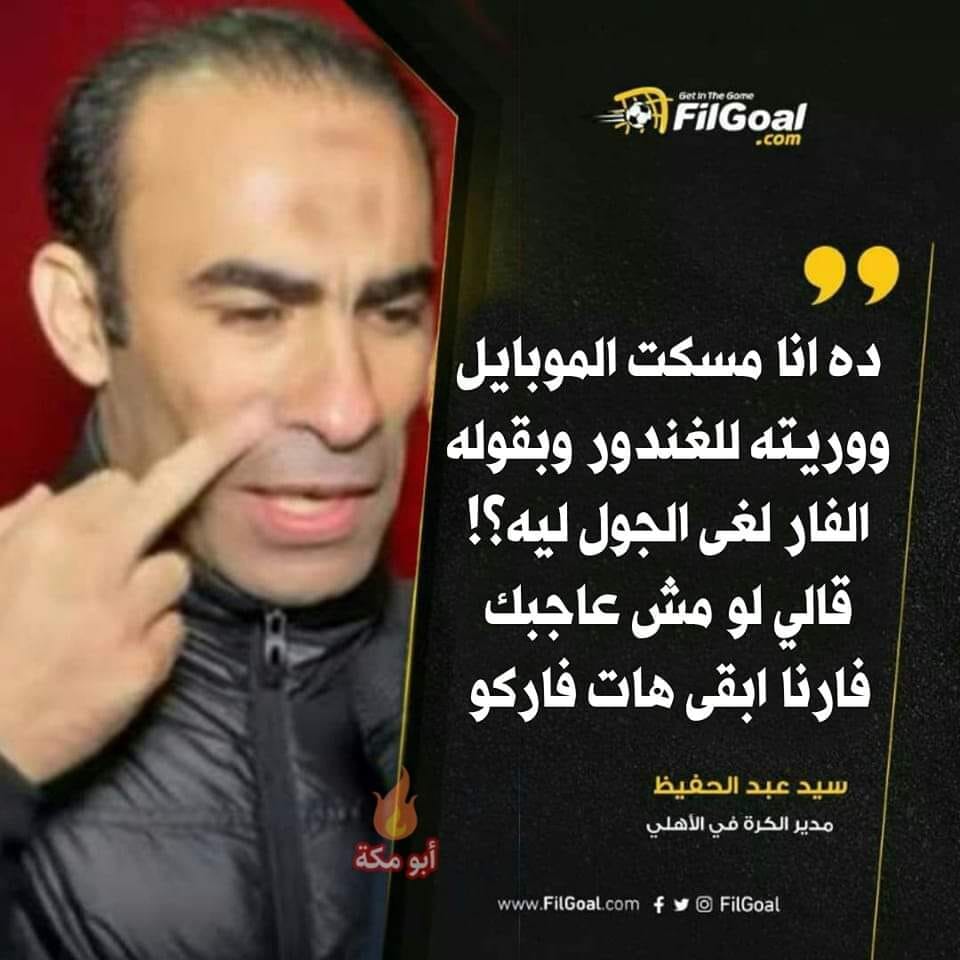 Get In The Game
FilGoal
.com
ده انا مسكت الموبايل
ووريته للغندور وبقوله
الفار لغى الجول ليه؟!
قالي لو مش عاجبك
فارنا ابقى هات فاركو
سيد عبد الحفيظ
مدير الكرة في الأهلي
أبو مكة
www.FilGoal.com FilGoal